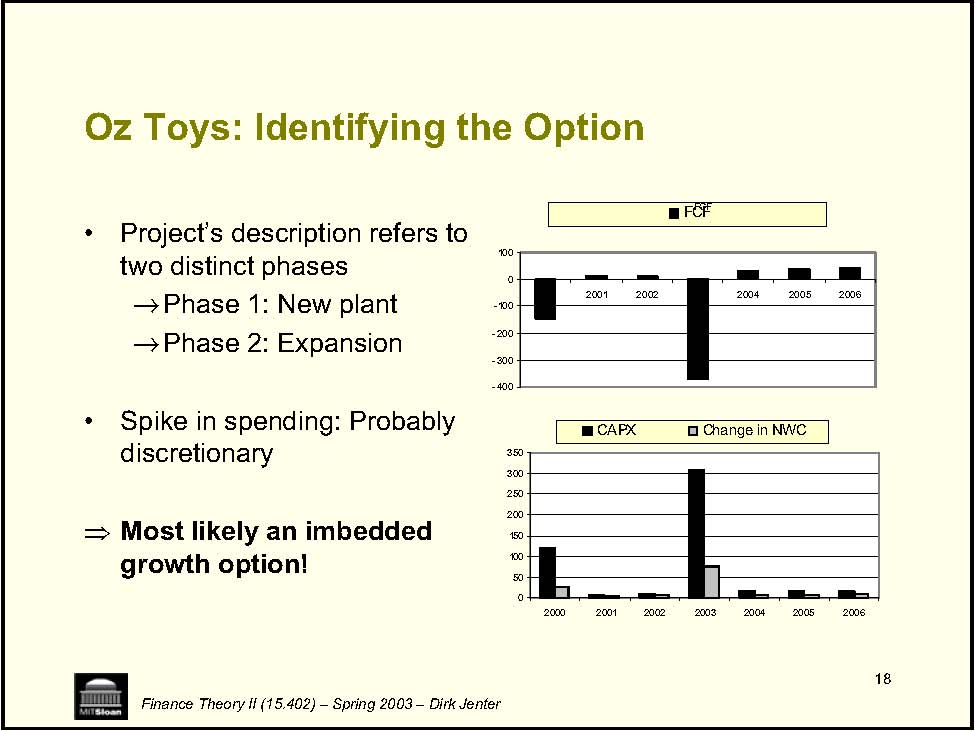 Oz Toys: Identifying the Option
• Project’s description refers to
two distinct phases
→Phase 1: New plant
→Phase 2: Expansion
• Spike in spending: Probably
discretionary
⇒ Most likely an imbedded
growth option!
FCF
FCF
100
0
-100
-200
-300
-400
2001 2002 2004 2005 2006
CAPX Change in NWC
350
300
250
200
150
100
50
0
2000 2001 2002 2003 2004 2005 2006
18
MITSloan
Finance Theory II (15.402) – Spring 2003 – Dirk Jenter